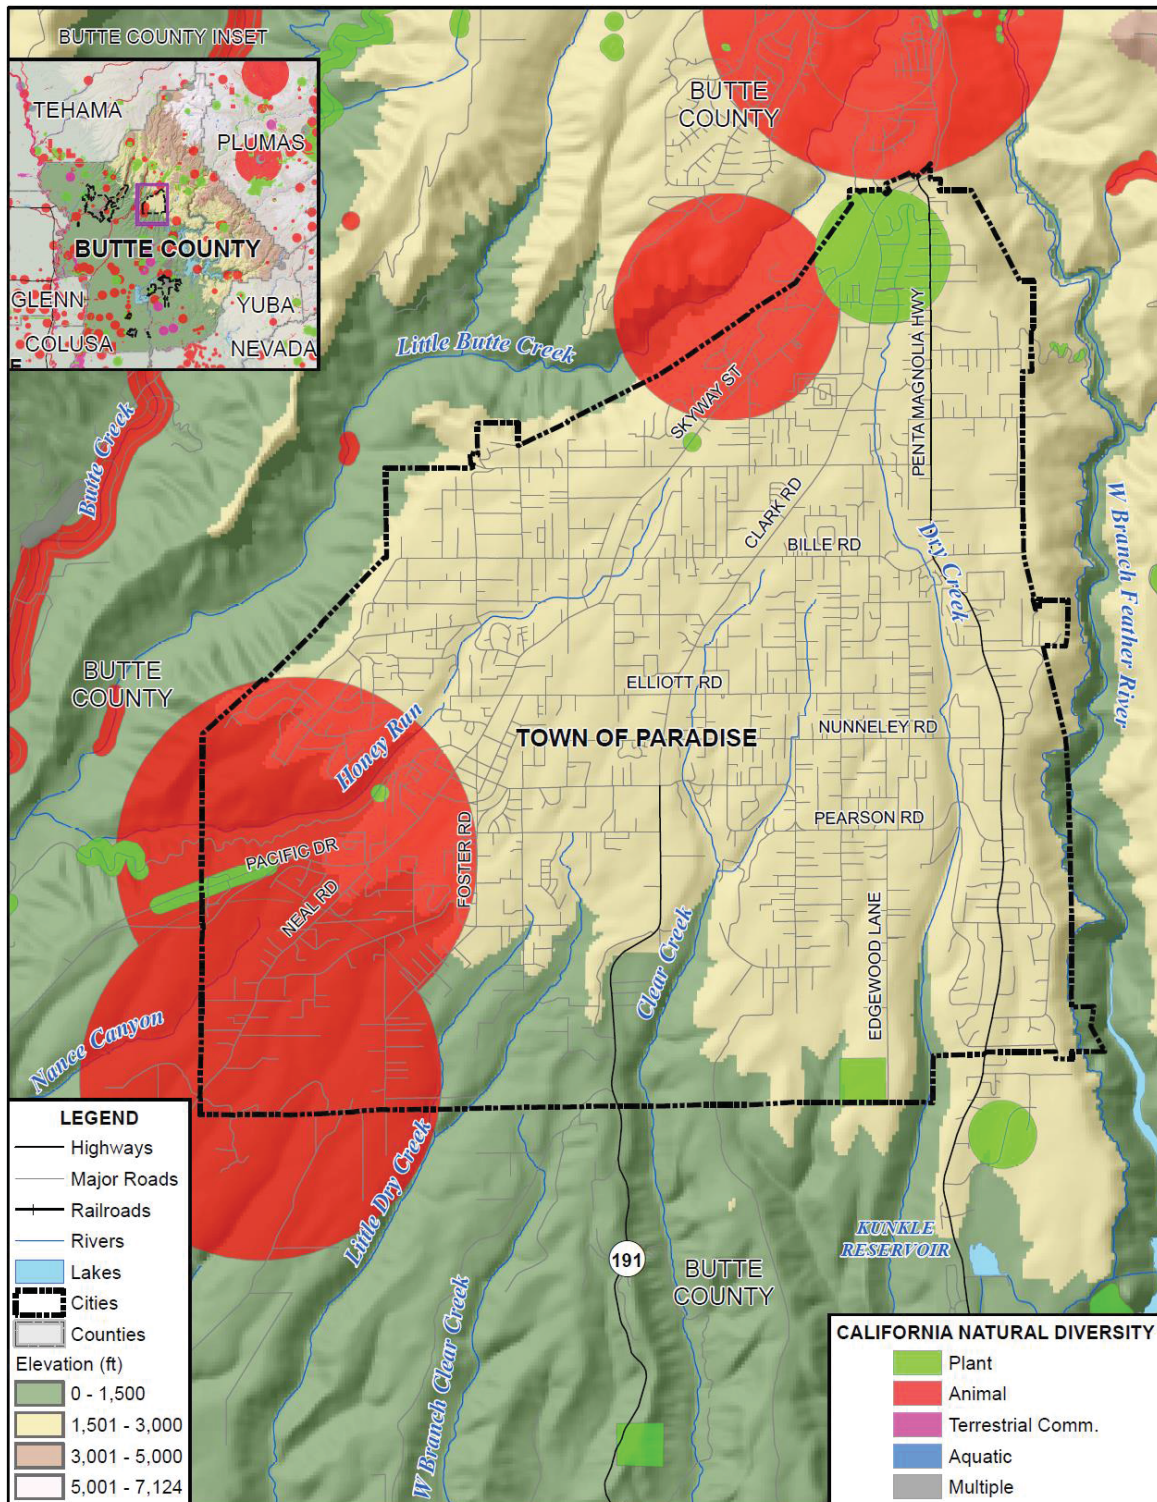 BUTTE COUNTY INSET
TEHAMA
PLUMAS
BUTTE COUNTY
GLENN
COLUSA
YUBA
NEVADA
BUTTE
COUNTY
Little Butte Creek
Butte Creek
SKYWAY ST
PENTA MAGNOLIA HWY
CLARK RD
BILLE RD
Dry Creek
W Branch Feather River
BUTTE
COUNTY
ELLIOTT RD
Honey Run
TOWN OF PARADISE
NUNNELEY RD
PEARSON RD
PACIFIC DR
FOSTER RD
NEAL RD
EDGEWOOD LANE
Clear Creek
Nance Canyon
Little Dry Creek
W Branch Clear Creek
191
BUTTE
COUNTY
KUNKLE
RESERVOIR
LEGEND
Highways
Major Roads
Railroads
Rivers
Lakes
Cities
Counties
Elevation (ft)
0 - 1,500
1,501 - 3,000
3,001 - 5,000
5,001 - 7,124
CALIFORNIA NATURAL DIVERSITY
Plant
Animal
Terrestrial Comm.
Aquatic
Multiple